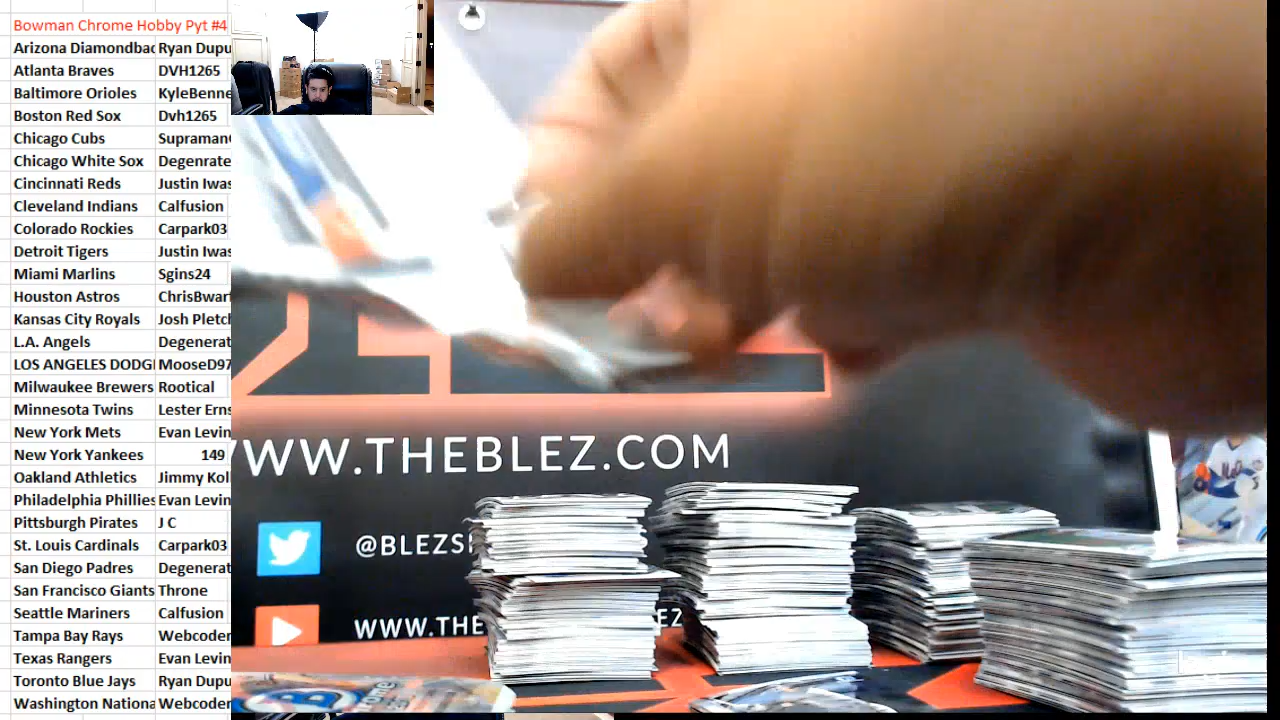 Bowman Chrome Hobby Pyt #4
Arizona Diamondbac Ryan Dupu
Atlanta Braves DVH1265
Baltimore Orioles KyleBenne
Boston Red Sox Dvh1265
Chicago Cubs Supraman
Chicago White Sox Degenrate
Cincinnati Reds Justin Iwas
Cleveland Indians Calfusion
Colorado Rockies Carpark03
Detroit Tigers Justin Iwas
Miami Marlins Sgins24
Houston Astros ChrisBwar
Kansas City Royals Josh Pletch
L.A. Angels Degenerat
LOS ANGELES DODG MooseD97
Milwaukee Brewers Rootical
Minnesota Twins Lester Erns
New York Mets Evan Levin
New York Yankees 149
Oakland Athletics Jimmy Kol
Philadelphia Phillies Evan Levin
Pittsburgh Pirates J C
St. Louis Cardinals Carpark03
San Diego Padres Degenerat
San Francisco Giants Throne
Seattle Mariners Calfusion
Tampa Bay Rays Webcoder
Texas Rangers Evan Levin
Toronto Blue Jays Ryan Dupu
Washington Nationa Webcoder
WWW.THEBLEZ.COM
@BLEZS
WWW.THE EZ